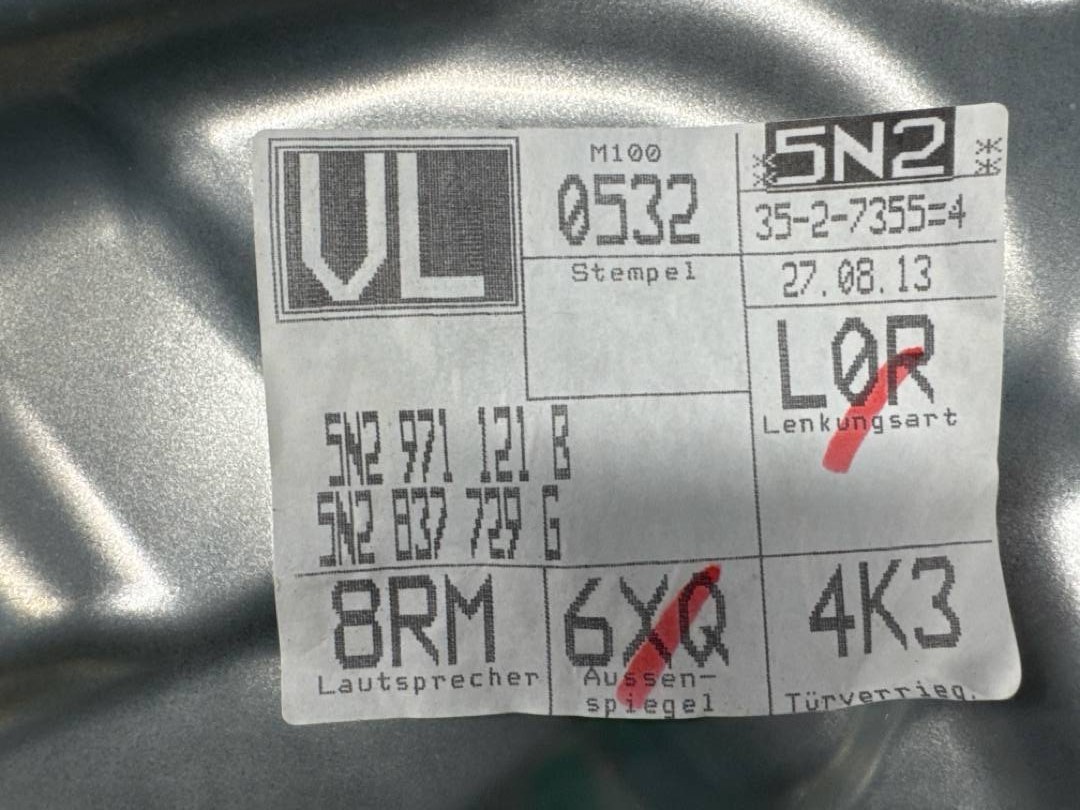 VL
M100
0532
Stempel
5N2
35-2-7355=4
27.08.13
L0R
Lenkungsart
5N2 971 121 B
5N2 837 729 G
8RM
Lautsprecher
6XQ
Aussen-
spiegel
4K3
Türverrieg.